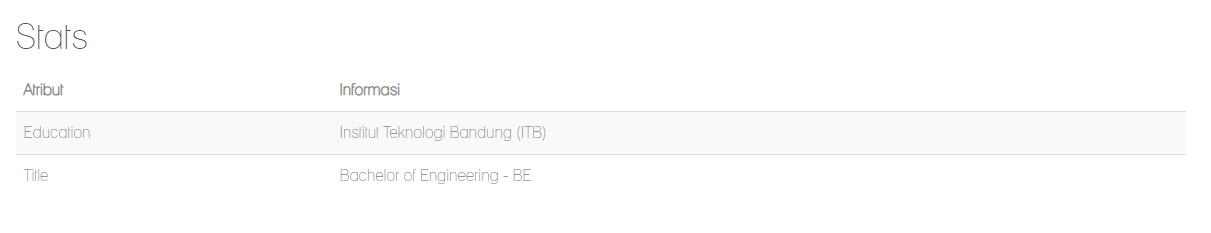 Stats
Atribut Informasi
Education Institut Teknologi Bandung (ITB)
Title Bachelor of Engineering - BE